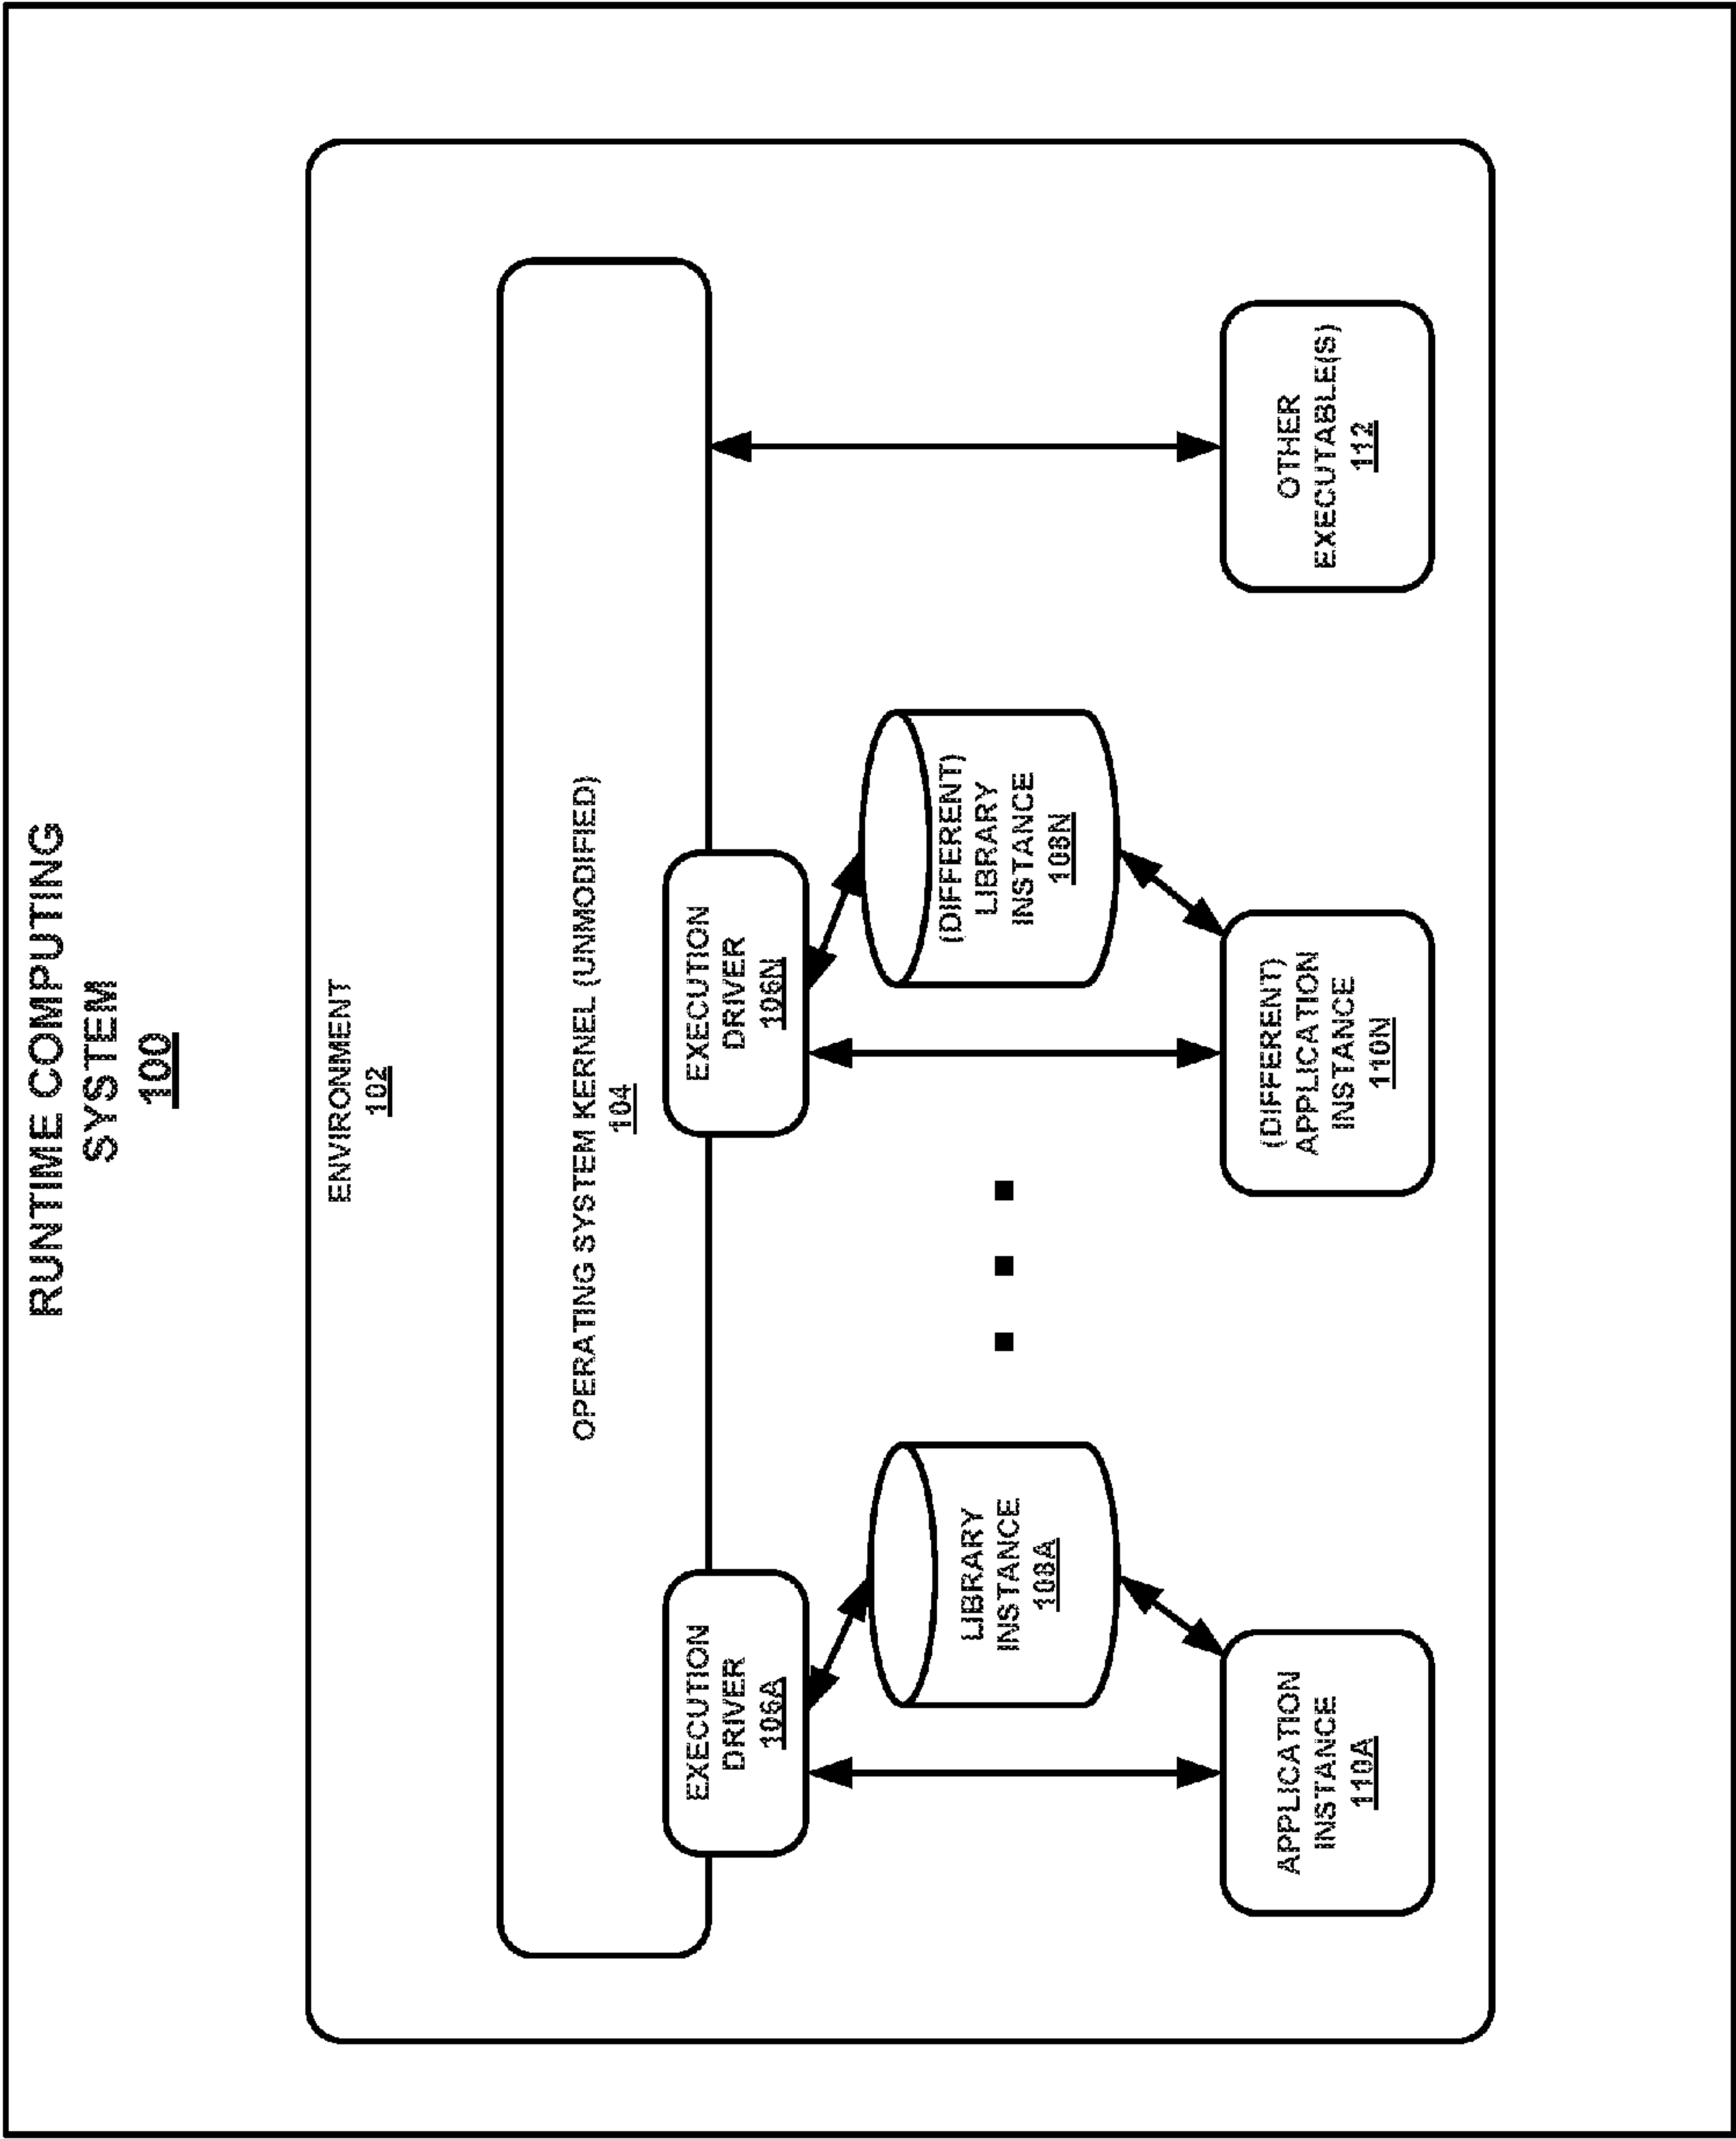 RUNTIME COMPUTING
SYSTEM
100
ENVIRONMENT
102
OPERATING SYSTEM KERNEL (UNMODIFIED)
104
EXECUTION
DRIVER
106A
EXECUTION
DRIVER
106N
LIBRARY
INSTANCE
108A
(DIFFERENT)
LIBRARY
INSTANCE
108N
APPLICATION
INSTANCE
110A
(DIFFERENT)
APPLICATION
INSTANCE
110N
OTHER
EXECUTABLE(S)
112